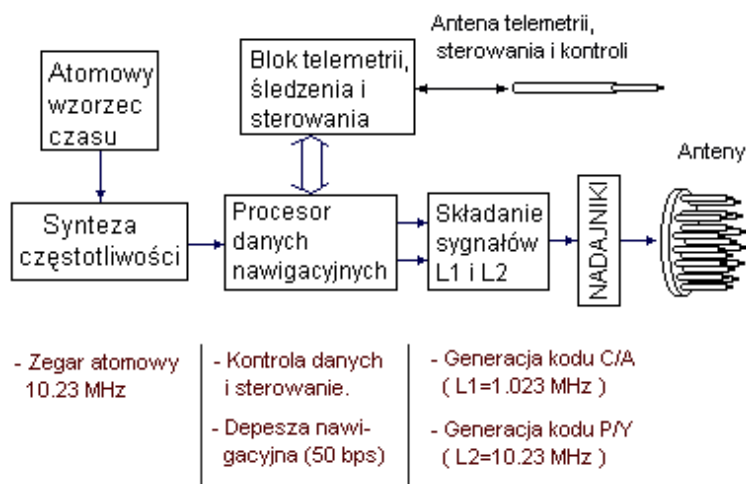 Antena telemetrii,
sterowania i kontroli
Atomowy
wzorzec
czasu
Blok telemetrii,
śledzenia i
sterowania
Anteny
Synteza
częstotliwości
Procesor
danych
nawigacyjnych
Składanie
sygnałów
L1 i L2
NADAJNIKI
- Zegar atomowy
10.23 MHz
- Kontrola danych
i sterowanie.
- Depesza nawi-
gacyjna (50 bps)
- Generacja kodu C/A
( L1=1.023 MHz )
- Generacja kodu P/Y
( L2=10.23 MHz )